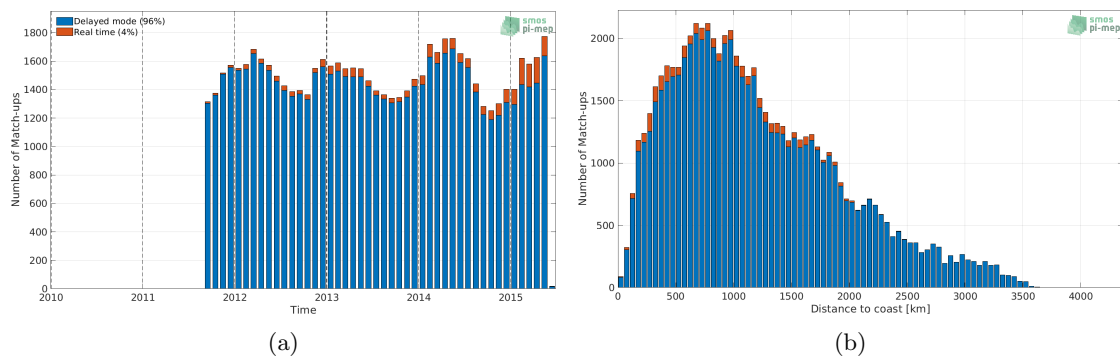 Delayed mode (96%)
Real time (4%)
smos
pi-mep
Number of Match-ups
1800
1600
1400
1200
1000
800
600
400
200
0
2010 2011 2012 2013 2014 2015
Time
(a)
smos
pi-mep
Number of Match-ups
2000
1500
1000
500
0
0 500 1000 1500 2000 2500 3000 3500 4000
Distance to coast [km]
(b)